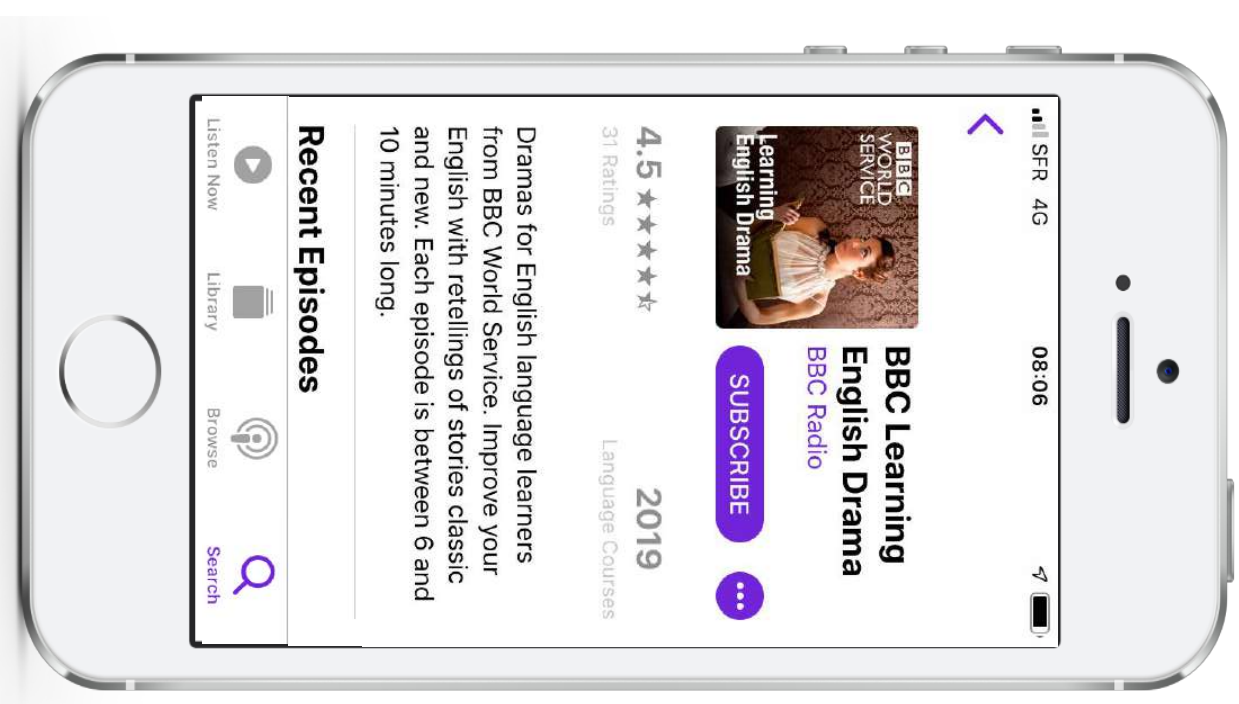 SFR 4G 08:06
BBC
WORLD
SERVICE
Learning
English Drama
BBC Learning
English Drama
BBC Radio
SUBSCRIBE
4.5 2019
31 Ratings Language Courses
Dramas for English language learners
from BBC World Service. Improve your
English with retellings of stories classic
and new. Each episode is between 6 and
10 minutes long.
Recent Episodes
Listen Now Library Browse Search